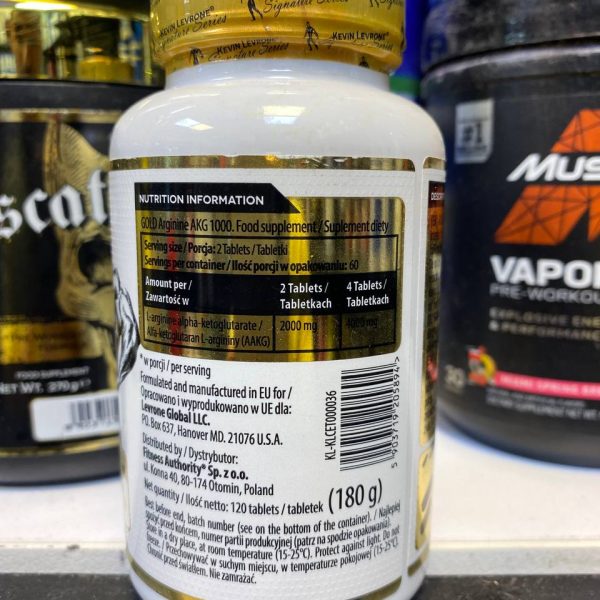 KEVIN LEVRONE®
Signature Series
KEVIN LEVRONE®
Signature Series
NUTRITION INFORMATION
GOLD Arginine AKG 1000. Food supplement / Suplement diety
Serving size / Porcja: 2 Tablets / Tabletki
Servings per container / Ilość porcji w opakowaniu: 60
Amount per / Zawartość w
2 Tablets / Tabletkach
4 Tablets / Tabletkach
L-arginine alpha-ketoglutarate / Alfa-ketoglutaran L-argininy (AAKG)
2000 mg
4000 mg
* w porcji / per serving
Formulated and manufactured in EU for /
Opracowano i wyprodukowano w UE dla:
Levrone Global LLC.
P.O. Box 637, Hanover MD. 21076 U.S.A.
Distributed by / Dystrybutor:
Fitness Authority® Sp. z o.o.
ul. Konna 40, 80-174 Otomin, Poland
Net quantity / Ilość netto: 120 tablets / tabletek (180 g)
Best before end, batch number (see on the bottom of the container). / Najlepiej
spożyć przed końcem, numer partii produkcyjnej (patrz na spodzie opakowania).
Store in a dry place, at room temperature (15-25°C). Protect against light. Do not
freeze. / Przechowywać w suchym miejscu, w temperaturze pokojowej (15-25°C).
Chronić przed światłem. Nie zamrażać.
KL-KLCET000036
5 903719 205894 >
scat
FOOD SUPPLEMENT
NET WT. 270 g
#1
MUS
VAPO
PRE-WORKOU